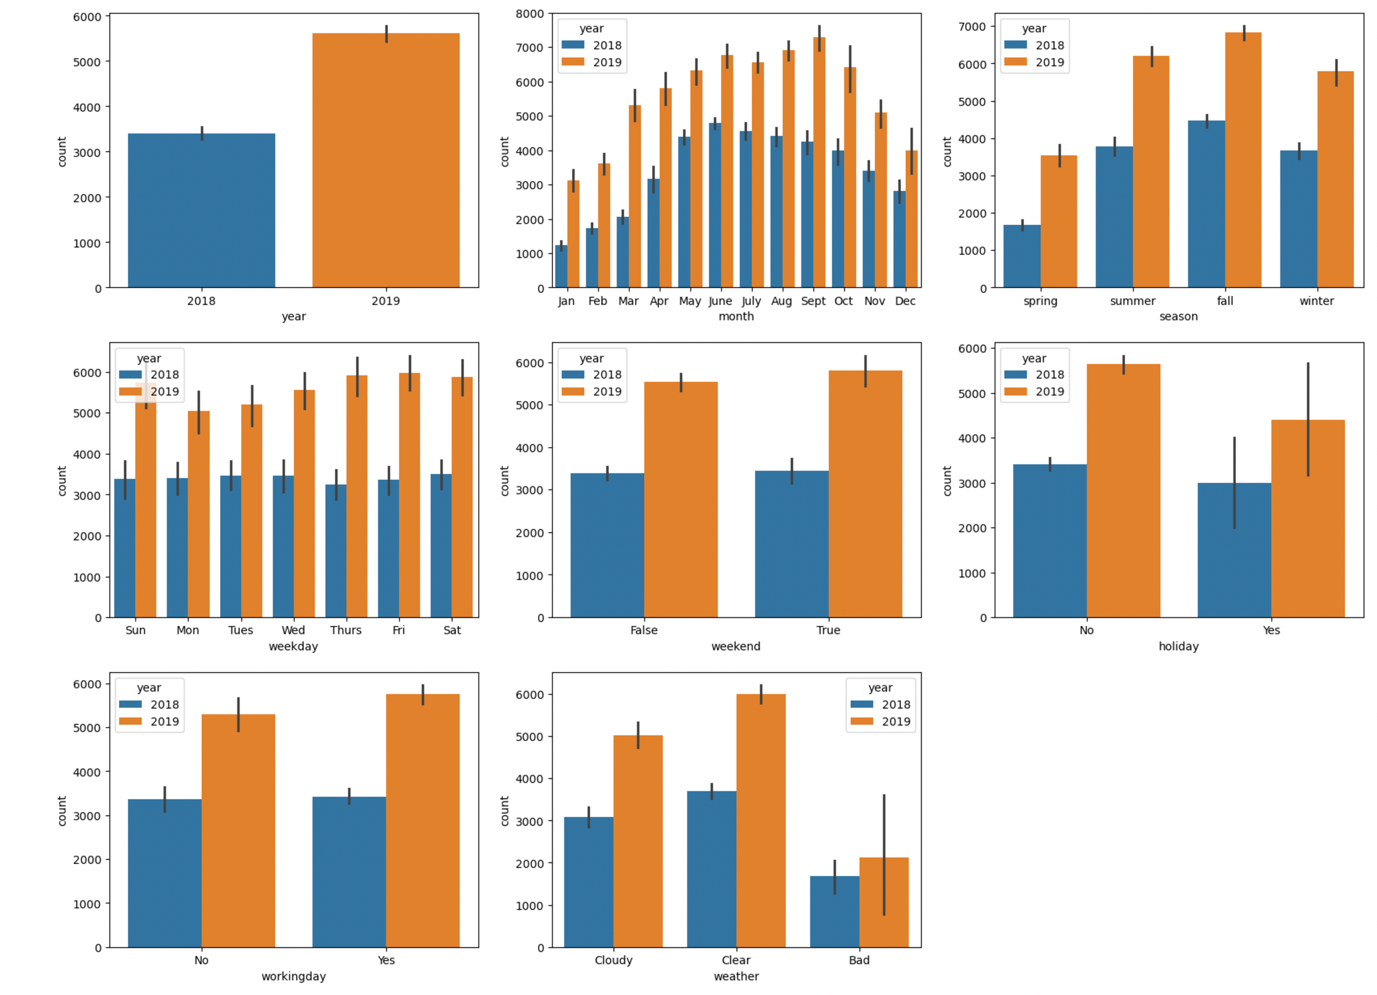 6000
5000
4000
3000
2000
1000
0
count
2018
2019
year
8000
7000
6000
5000
4000
3000
2000
1000
0
count
year
2018
2019
Jan Feb Mar Apr May June July Aug Sept Oct Nov Dec
month
7000
6000
5000
4000
3000
2000
1000
0
count
year
2018
2019
spring summer fall winter
season
6000
5000
4000
3000
2000
1000
0
count
year
2018
2019
Sun Mon Tues Wed Thurs Fri Sat
weekday
6000
5000
4000
3000
2000
1000
0
count
year
2018
2019
False True
weekend
6000
5000
4000
3000
2000
1000
0
count
year
2018
2019
No Yes
holiday
6000
5000
4000
3000
2000
1000
0
count
year
2018
2019
No Yes
workingday
6000
5000
4000
3000
2000
1000
0
count
year
2018
2019
Cloudy Clear Bad
weather